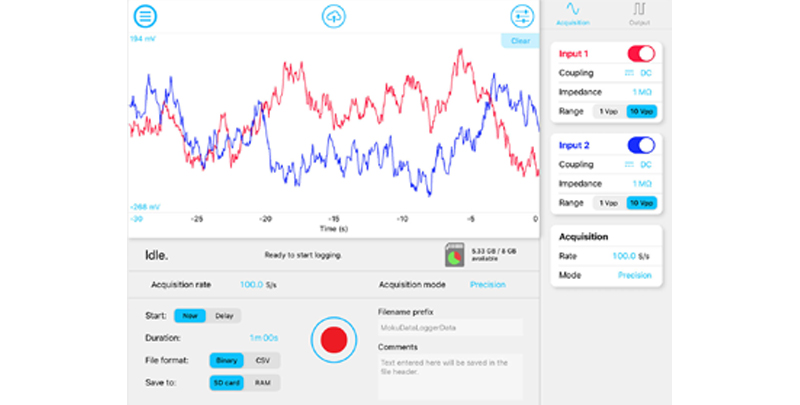 Acquisition
Output
194 mV
Clear
-268 mVp
-30 -25 -20 -15 -10 -5 0
Time (s)
Input 1
Coupling DC
Impedance 1 MΩ
Range 1 Vpp 10 Vpp
Input 2
Coupling DC
Impedance 1 MΩ
Range 1 Vpp 10 Vpp
Acquisition
Rate 100.0 S/s
Mode Precision
Idle.
Ready to start logging.
5.33 GB / 8 GB
available
Acquisition rate 100.0 S/s
Acquisition mode Precision
Start: Now Delay
Duration: 1m 00s
File format: Binary CSV
Save to: SD card RAM
Filename prefix
MokuDataLoggerData
Comments
Text entered here will be saved in the
file header.